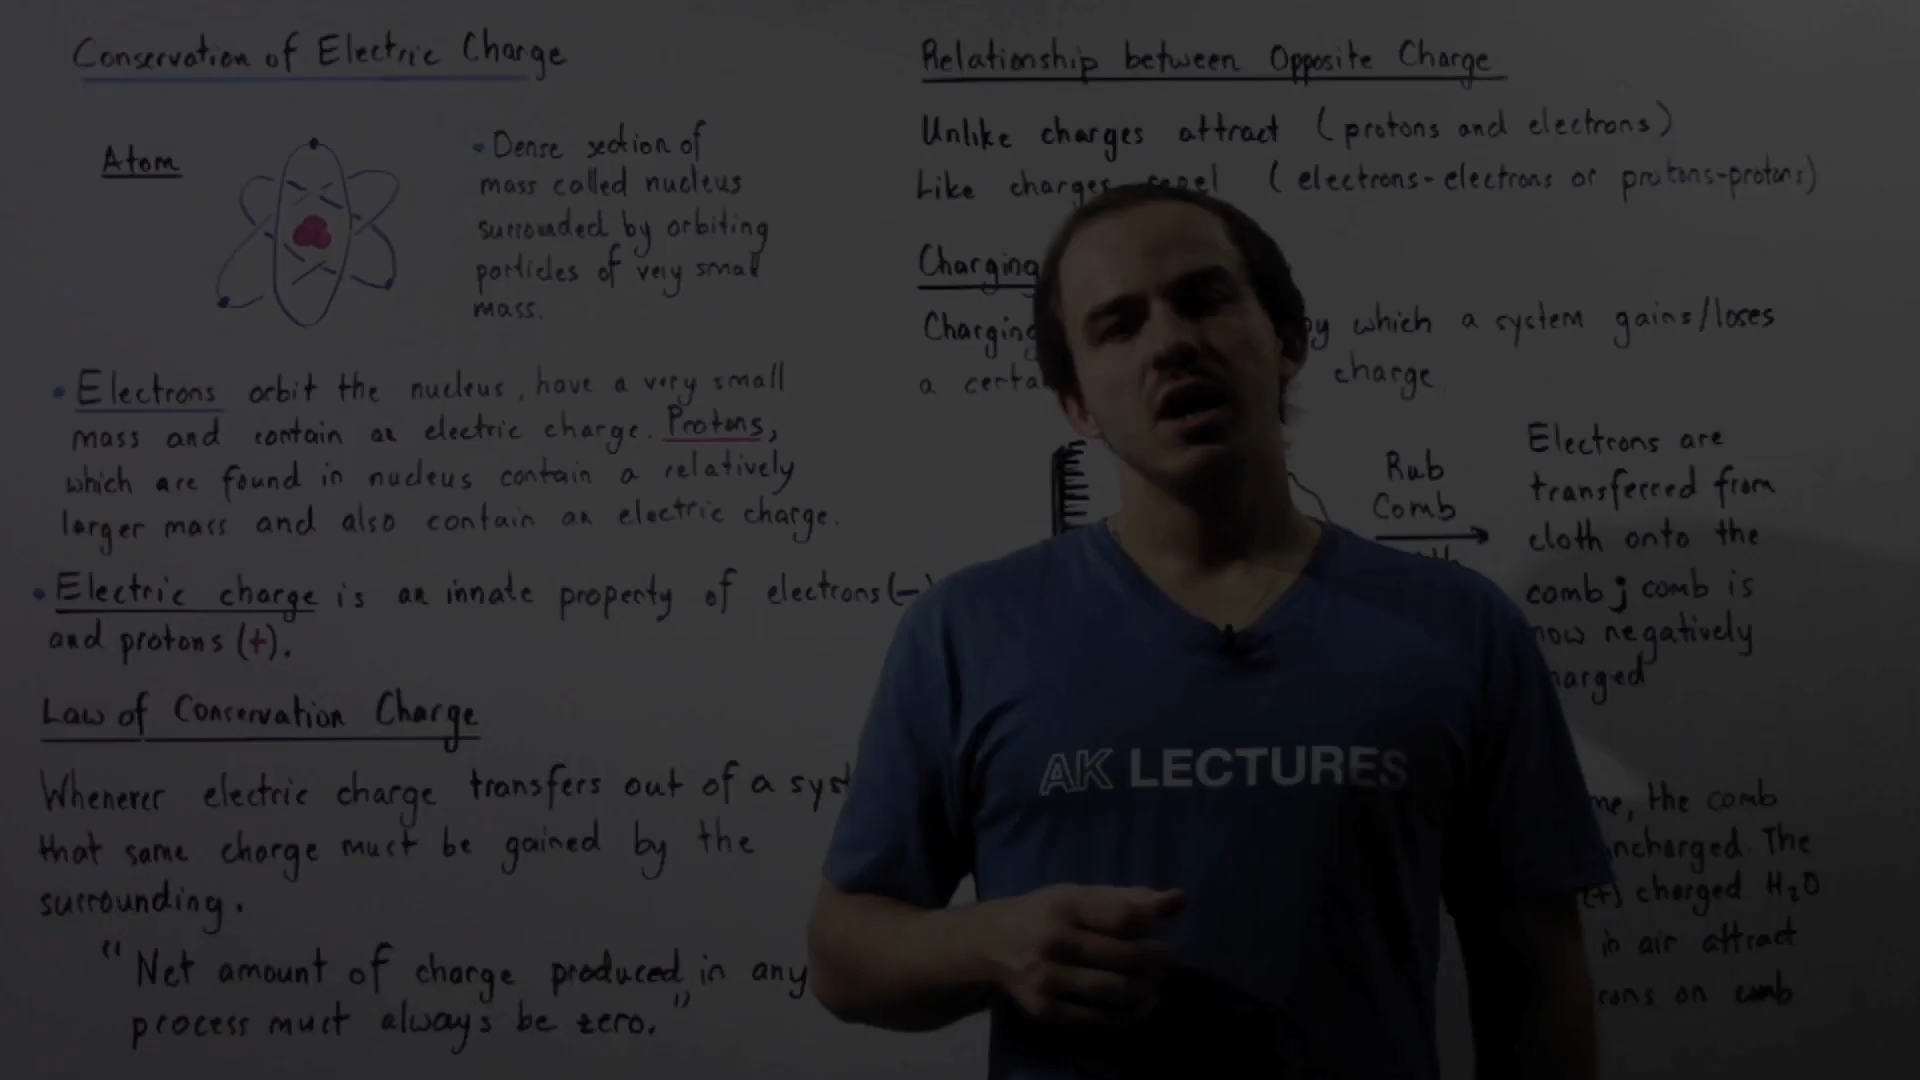 Conservation of Electric Charge
Atom
• Dense section of
mass called nucleus
surrounded by orbiting
particles of very small
mass.
• Electrons orbit the nucleus, have a very small
mass and contain an electric charge. Protons,
which are found in nucleus contain a relatively
larger mass and also contain an electric charge.
• Electric charge is an innate property of electrons (-)
and protons (+).
Law of Conservation Charge
Whenever electric charge transfers out of a syst
that same charge must be gained by the
surrounding.
"Net amount of charge produced in any
process must always be zero."
Relationship between Opposite Charge
Unlike charges attract (protons and electrons)
Like charges repel (electrons-electrons or protons-protons)
Charging
Charging by which a system gains/loses
a certa charge
Rub
Comb
Electrons are
transferred from
cloth onto the
comb; comb is
now negatively
harged
me, the comb
ncharged. The
(+) charged H₂O
in air attract
rons on comb
AK LECTURES